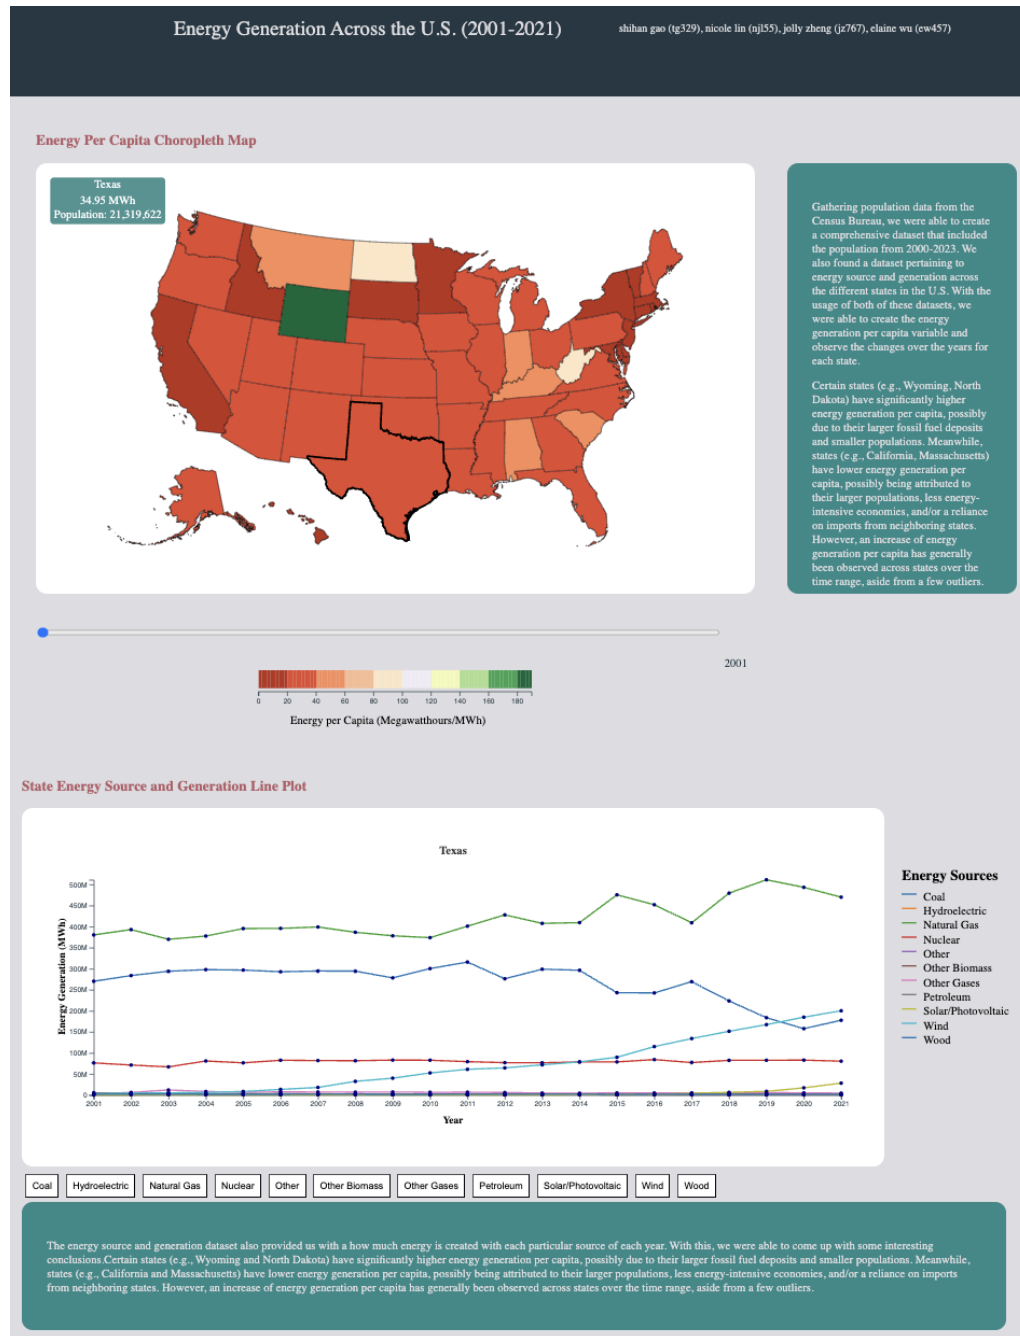 Energy Generation Across the U.S. (2001-2021)
shihan gao (tg329), nicole lin (njl55), jolly zheng (jz767), elaine wu (ew457)
Energy Per Capita Choropleth Map
Texas
34.95 MWh
Population: 21,319,622
Gathering population data from the
Census Bureau, we were able to create
a comprehensive dataset that included
the population from 2000-2023. We
also found a dataset pertaining to
energy source and generation across
the different states in the U.S. With the
usage of both of these datasets, we
were able to create the energy
generation per capita variable and
observe the changes over the years for
each state.
Certain states (e.g., Wyoming, North
Dakota) have significantly higher
energy generation per capita, possibly
due to their larger fossil fuel deposits
and smaller populations. Meanwhile,
states (e.g., California, Massachusetts)
have lower energy generation per
capita, possibly being attributed to
their larger populations, less energy-
intensive economies, and/or a reliance
on imports from neighboring states.
However, an increase of energy
generation per capita has generally
been observed across states over the
time range, aside from a few outliers.
2001
0 20 40 60 80 100 120 140 160 180
Energy per Capita (Megawatthours/MWh)
State Energy Source and Generation Line Plot
Texas
500M
450M
400M
350M
300M
250M
200M
150M
100M
50M
0
Energy Generation (MWh)
2001 2002 2003 2004 2005 2006 2007 2008 2009 2010 2011 2012 2013 2014 2015 2016 2017 2018 2019 2020 2021
Year
Energy Sources
Coal
Hydroelectric
Natural Gas
Nuclear
Other
Other Biomass
Other Gases
Petroleum
Solar/Photovoltaic
Wind
Wood
Coal Hydroelectric Natural Gas Nuclear Other Other Biomass Other Gases Petroleum Solar/Photovoltaic Wind Wood
The energy source and generation dataset also provided us with a how much energy is created with each particular source of each year. With this, we were able to come up with some interesting
conclusions.Certain states (e.g., Wyoming and North Dakota) have significantly higher energy generation per capita, possibly due to their larger fossil fuel deposits and smaller populations. Meanwhile,
states (e.g., California and Massachusetts) have lower energy generation per capita, possibly being attributed to their larger populations, less energy-intensive economies, and/or a reliance on imports
from neighboring states. However, an increase of energy generation per capita has generally been observed across states over the time range, aside from a few outliers.